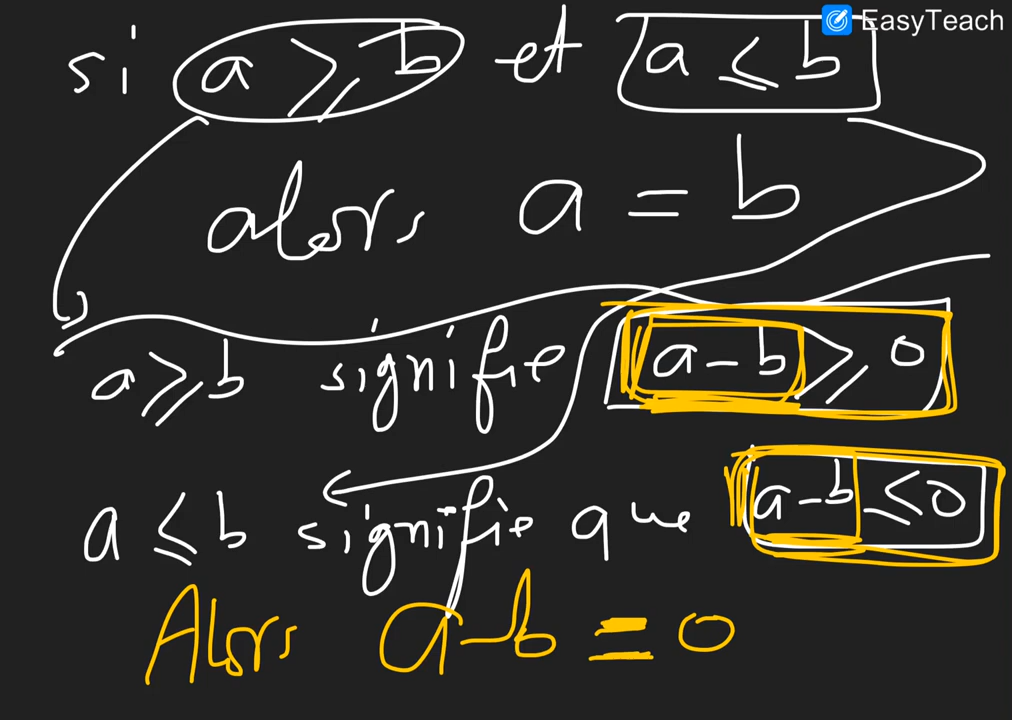 EasyTeach
si a ⩾ b et a ≤ b
alors a = b
a ⩾ b signifie a - b ⩾ 0
a ≤ b signifie que a - b ≤ 0
Alors a - b = 0